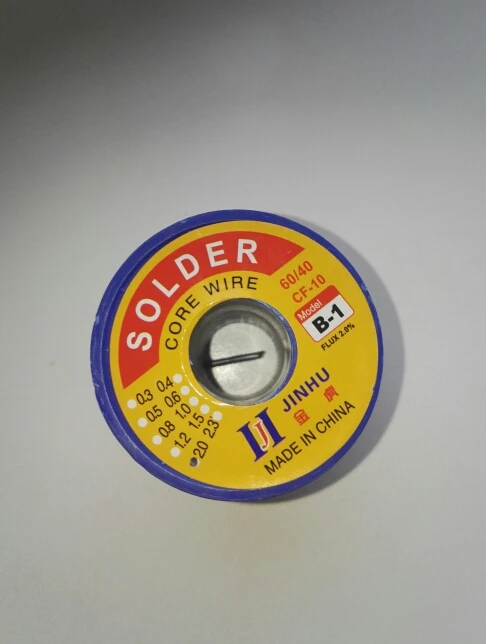 SOLDER
CORE WIRE
60/40
CF-10
Model
B-1
FLUX 2.0%
0.3 0.4
0.5 0.6
0.8 1.0
1.2 1.5
2.0 2.3
JINHU
金虎
MADE IN CHINA